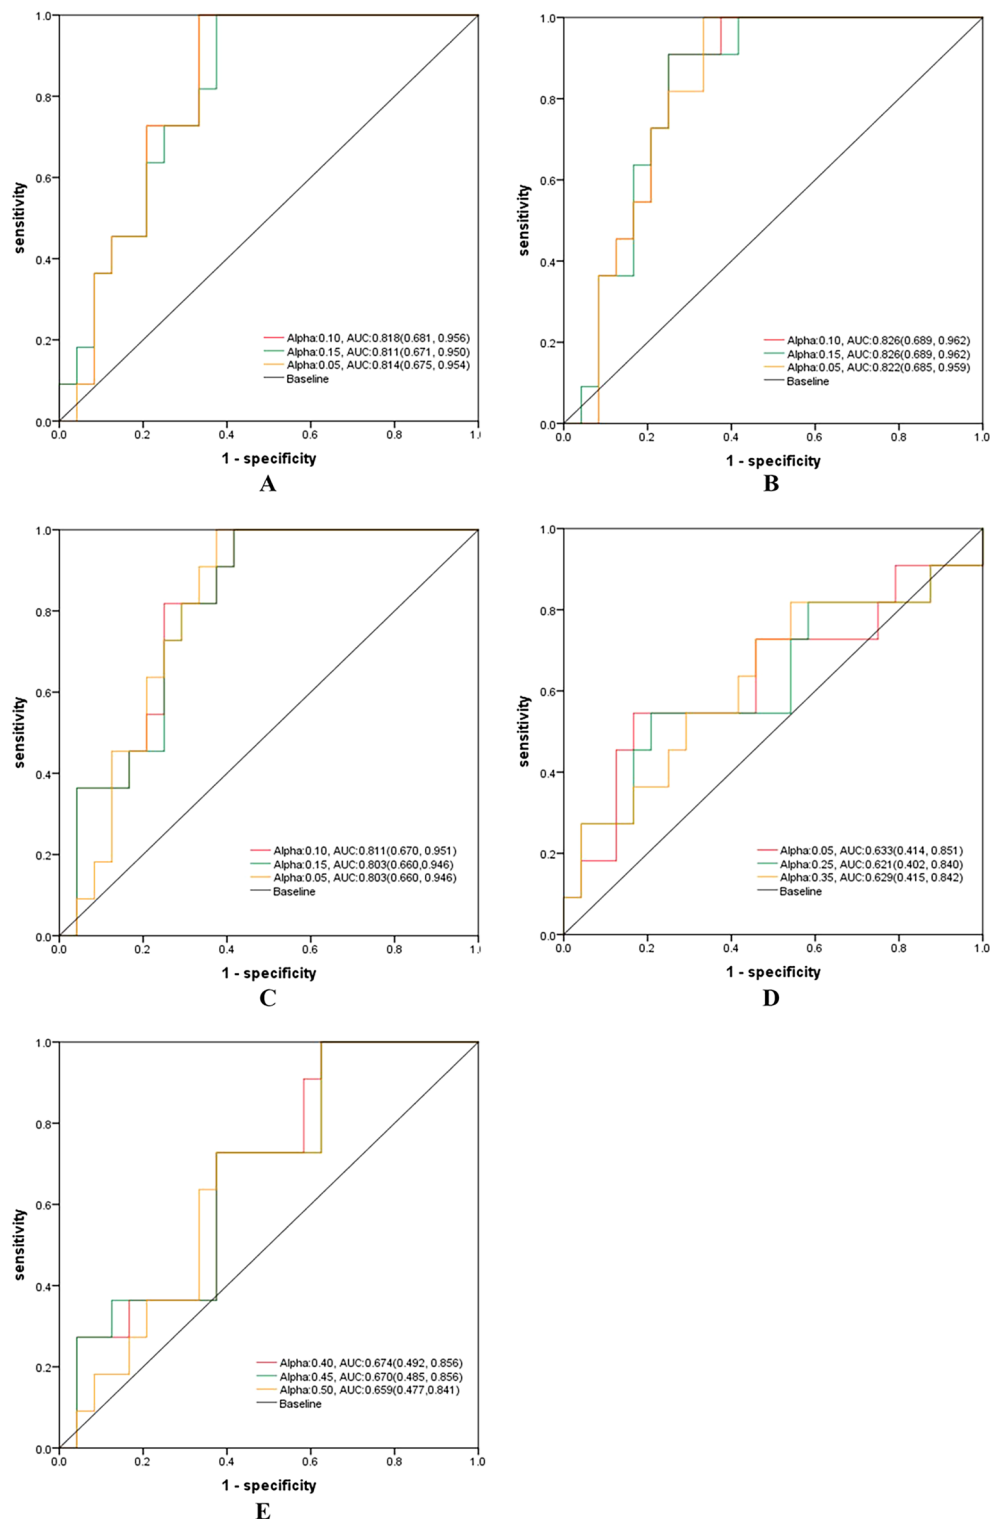 1.0
0.8
0.6
0.4
0.2
0.0
sensitivity
Alpha:0.10, AUC:0.818(0.681, 0.956)
Alpha:0.15, AUC:0.811(0.671, 0.950)
Alpha:0.05, AUC:0.814(0.675, 0.954)
Baseline
0.0 0.2 0.4 0.6 0.8 1.0
1 - specificity
A
1.0
0.8
0.6
0.4
0.2
0.0
sensitivity
Alpha:0.10, AUC:0.826(0.689, 0.962)
Alpha:0.15, AUC:0.826(0.689, 0.962)
Alpha:0.05, AUC:0.822(0.685, 0.959)
Baseline
0.0 0.2 0.4 0.6 0.8 1.0
1 - specificity
B
1.0
0.8
0.6
0.4
0.2
0.0
sensitivity
Alpha:0.10, AUC:0.811(0.670, 0.951)
Alpha:0.15, AUC:0.803(0.660,0.946)
Alpha:0.05, AUC:0.803(0.660, 0.946)
Baseline
0.0 0.2 0.4 0.6 0.8 1.0
1 - specificity
C
1.0
0.8
0.6
0.4
0.2
0.0
sensitivity
Alpha:0.05, AUC:0.633(0.414, 0.851)
Alpha:0.25, AUC:0.621(0.402, 0.840)
Alpha:0.35, AUC:0.629(0.415, 0.842)
Baseline
0.0 0.2 0.4 0.6 0.8 1.0
1 - specificity
D
1.0
0.8
0.6
0.4
0.2
0.0
sensitivity
Alpha:0.40, AUC:0.674(0.492, 0.856)
Alpha:0.45, AUC:0.670(0.485, 0.856)
Alpha:0.50, AUC:0.659(0.477,0.841)
Baseline
0.0 0.2 0.4 0.6 0.8 1.0
1 - specificity
E